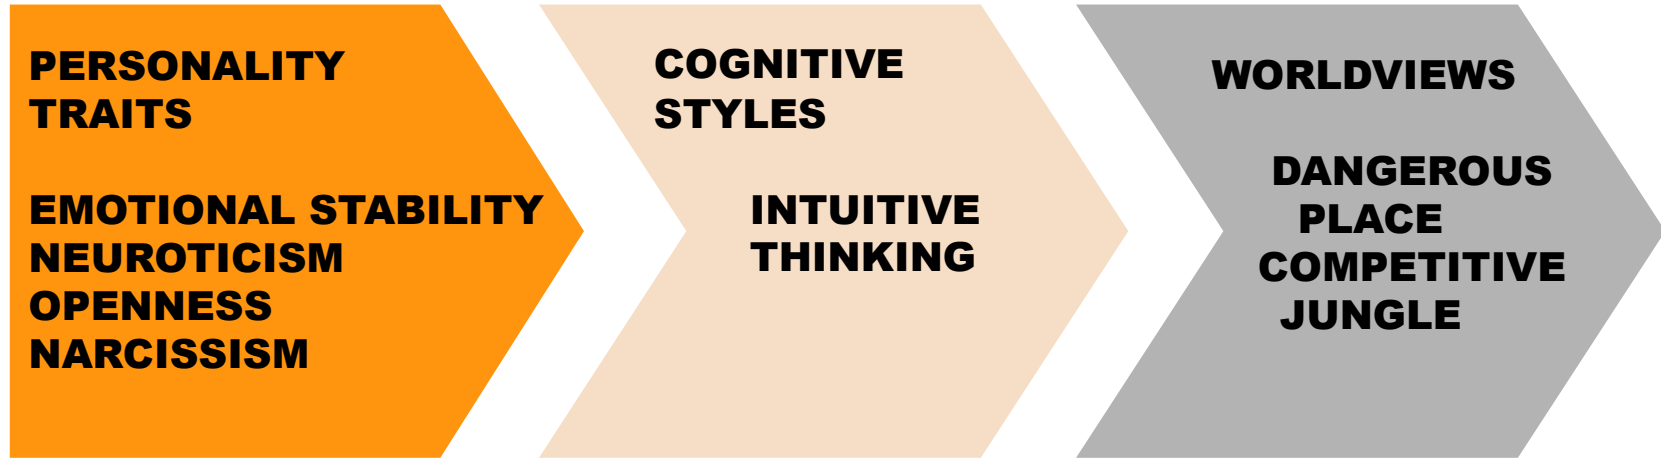 PERSONALITY
TRAITS
EMOTIONAL STABILITY
NEUROTICISM
OPENNESS
NARCISSISM
COGNITIVE
STYLES
INTUITIVE
THINKING
WORLDVIEWS
DANGEROUS
PLACE
COMPETITIVE
JUNGLE